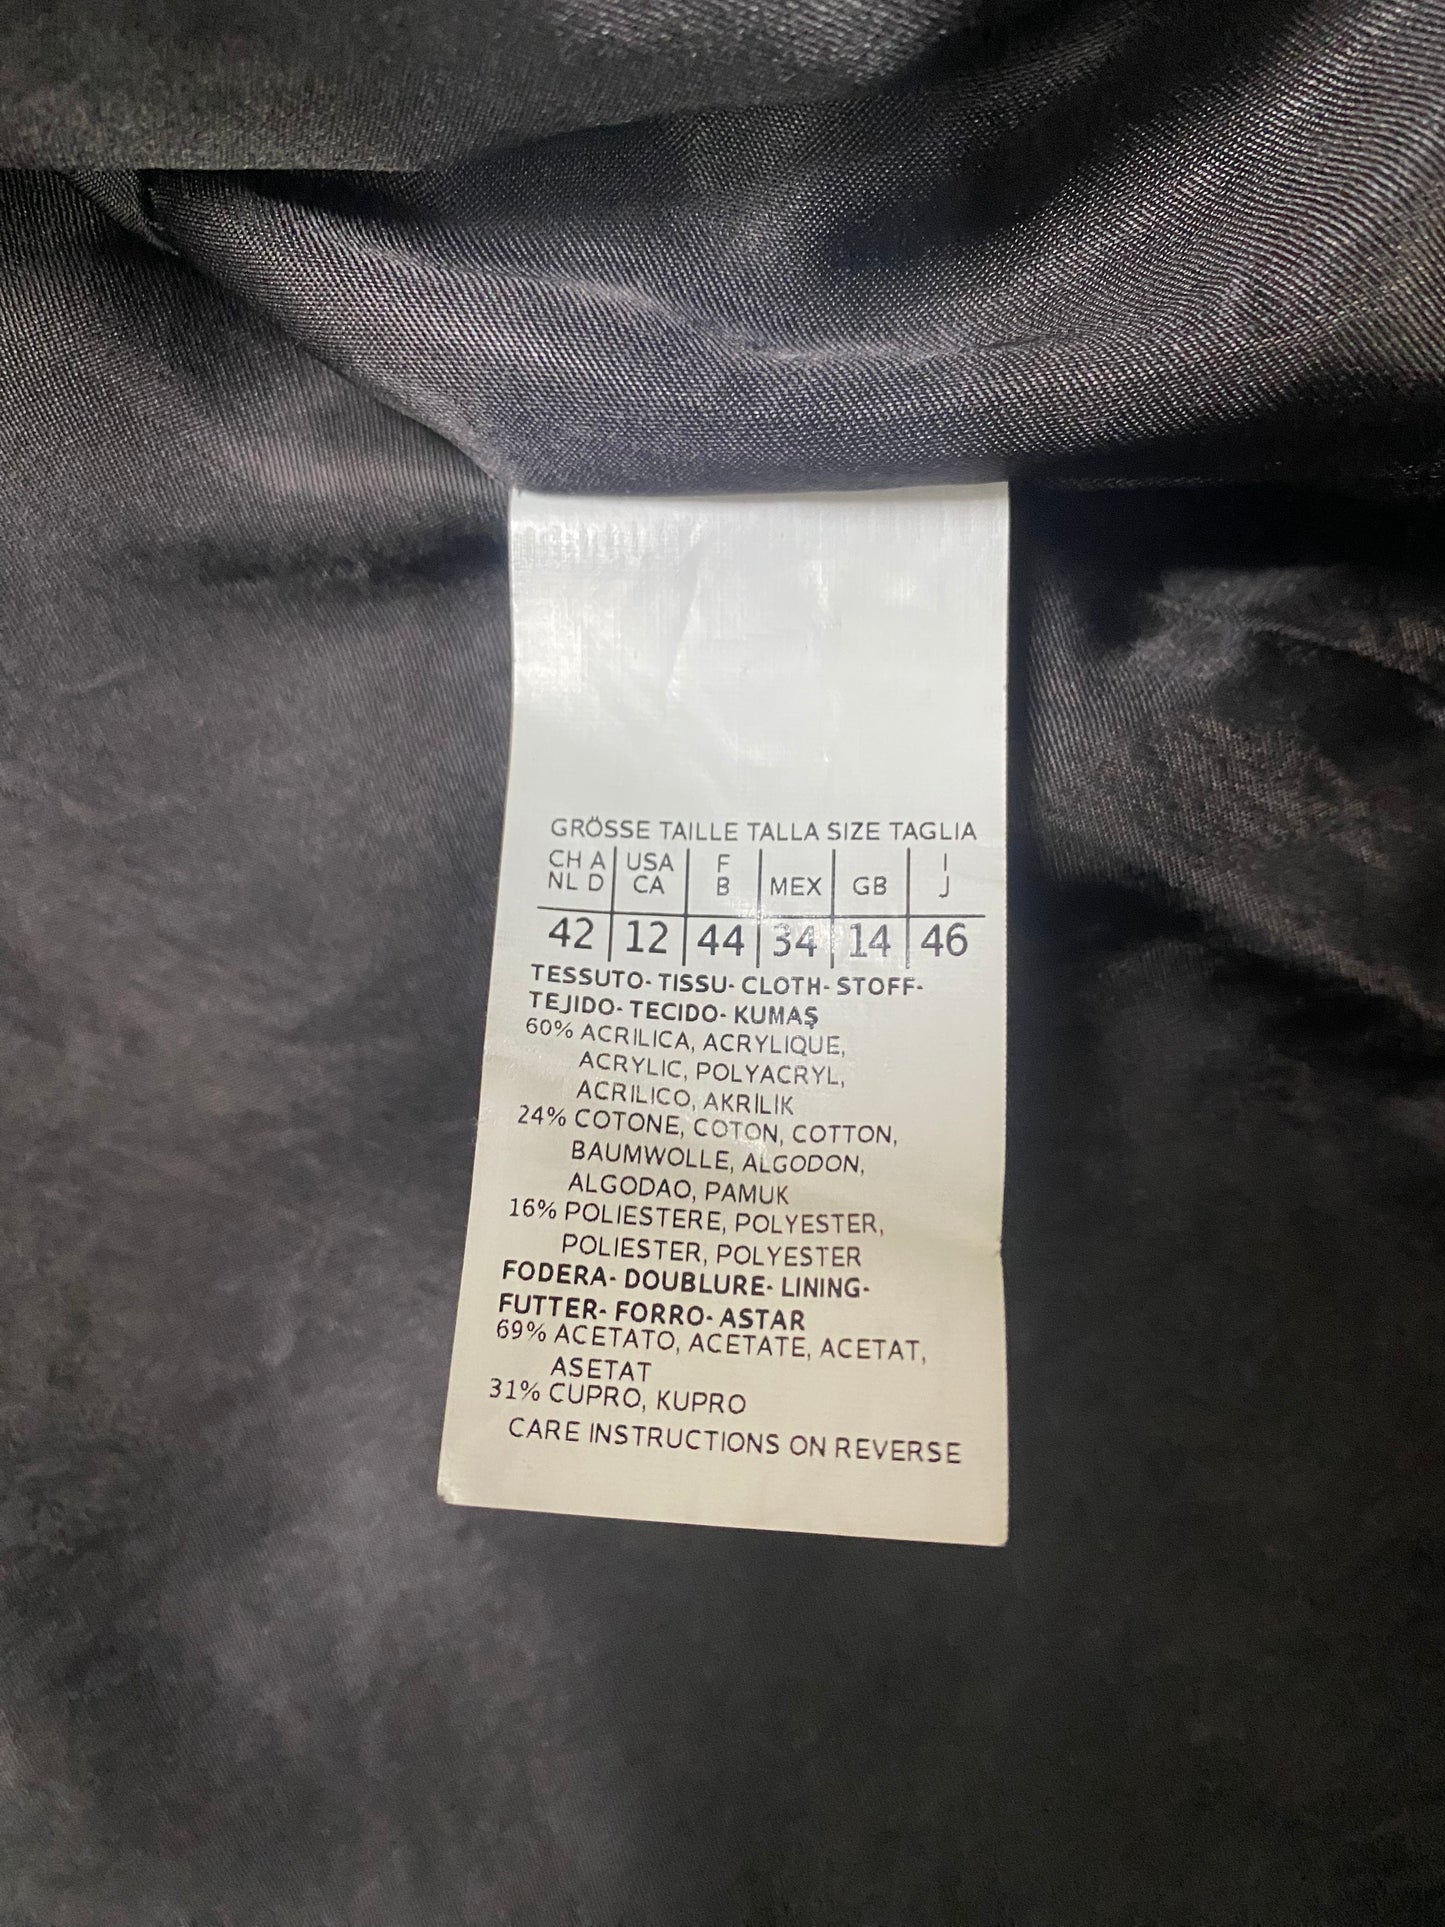 GRÖSSE TAILLE TALLA SIZE TAGLIA
CH A USA F I
NL D CA B MEX GB J
42 12 44 34 14 46
TESSUTO- TISSU- CLOTH- STOFF-
TEJIDO- TECIDO- KUMAŞ
60% ACRILICA, ACRYLIQUE,
ACRYLIC, POLYACRYL,
ACRILICO, AKRILIK
24% COTONE, COTON, COTTON,
BAUMWOLLE, ALGODON,
ALGODAO, PAMUK
16% POLIESTERE, POLYESTER,
POLIESTER, POLYESTER
FODERA- DOUBLURE- LINING-
FUTTER- FORRO- ASTAR
69% ACETATO, ACETATE, ACETAT,
ASETAT
31% CUPRO, KUPRO
CARE INSTRUCTIONS ON REVERSE